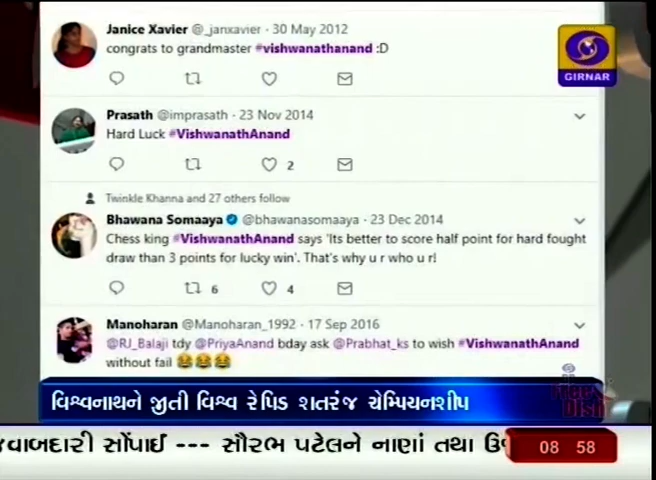 Janice Xavier @_janxavier · 30 May 2012
congrats to grandmaster #vishwanathanand :D
GIRNAR
Prasath @imprasath · 23 Nov 2014
Hard Luck #VishwanathAnand
2
Twinkle Khanna and 27 others follow
Bhawana Somaaya @bhawanasomaaya · 23 Dec 2014
Chess king #VishwanathAnand says 'Its better to score half point for hard fought
draw than 3 points for lucky win'. That's why u r who u r!
6 4
Manoharan @Manoharan_1992 · 17 Sep 2016
@RJ_Balaji tdy @PriyaAnand bday ask @Prabhat_ks to wish #VishwanathAnand
without fail 😂😂😂
Free
Dish
વિશ્વનાથને જીતી વિશ્વ રેપિડ શતરંજ ચેમ્પિયનશીપ
જવાબદારી સોંપાઈ --- સૌરભ પટેલને નાણાં તથા
08 58